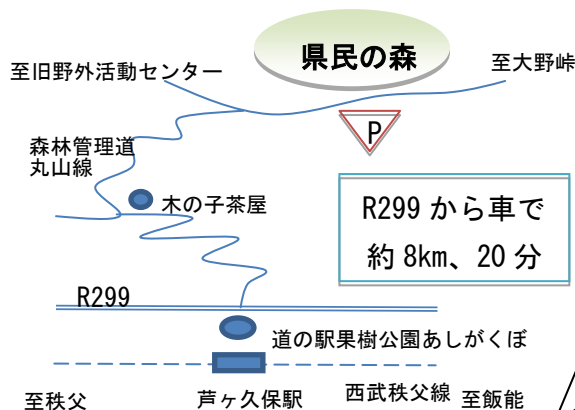 県民の森
至旧野外活動センター
至大野峠
P
森林管理道
丸山線
木の子茶屋
R299 から車で
約 8km、20 分
R299
道の駅果樹公園あしがくぼ
至秩父
芦ヶ久保駅
西武秩父線
至飯能